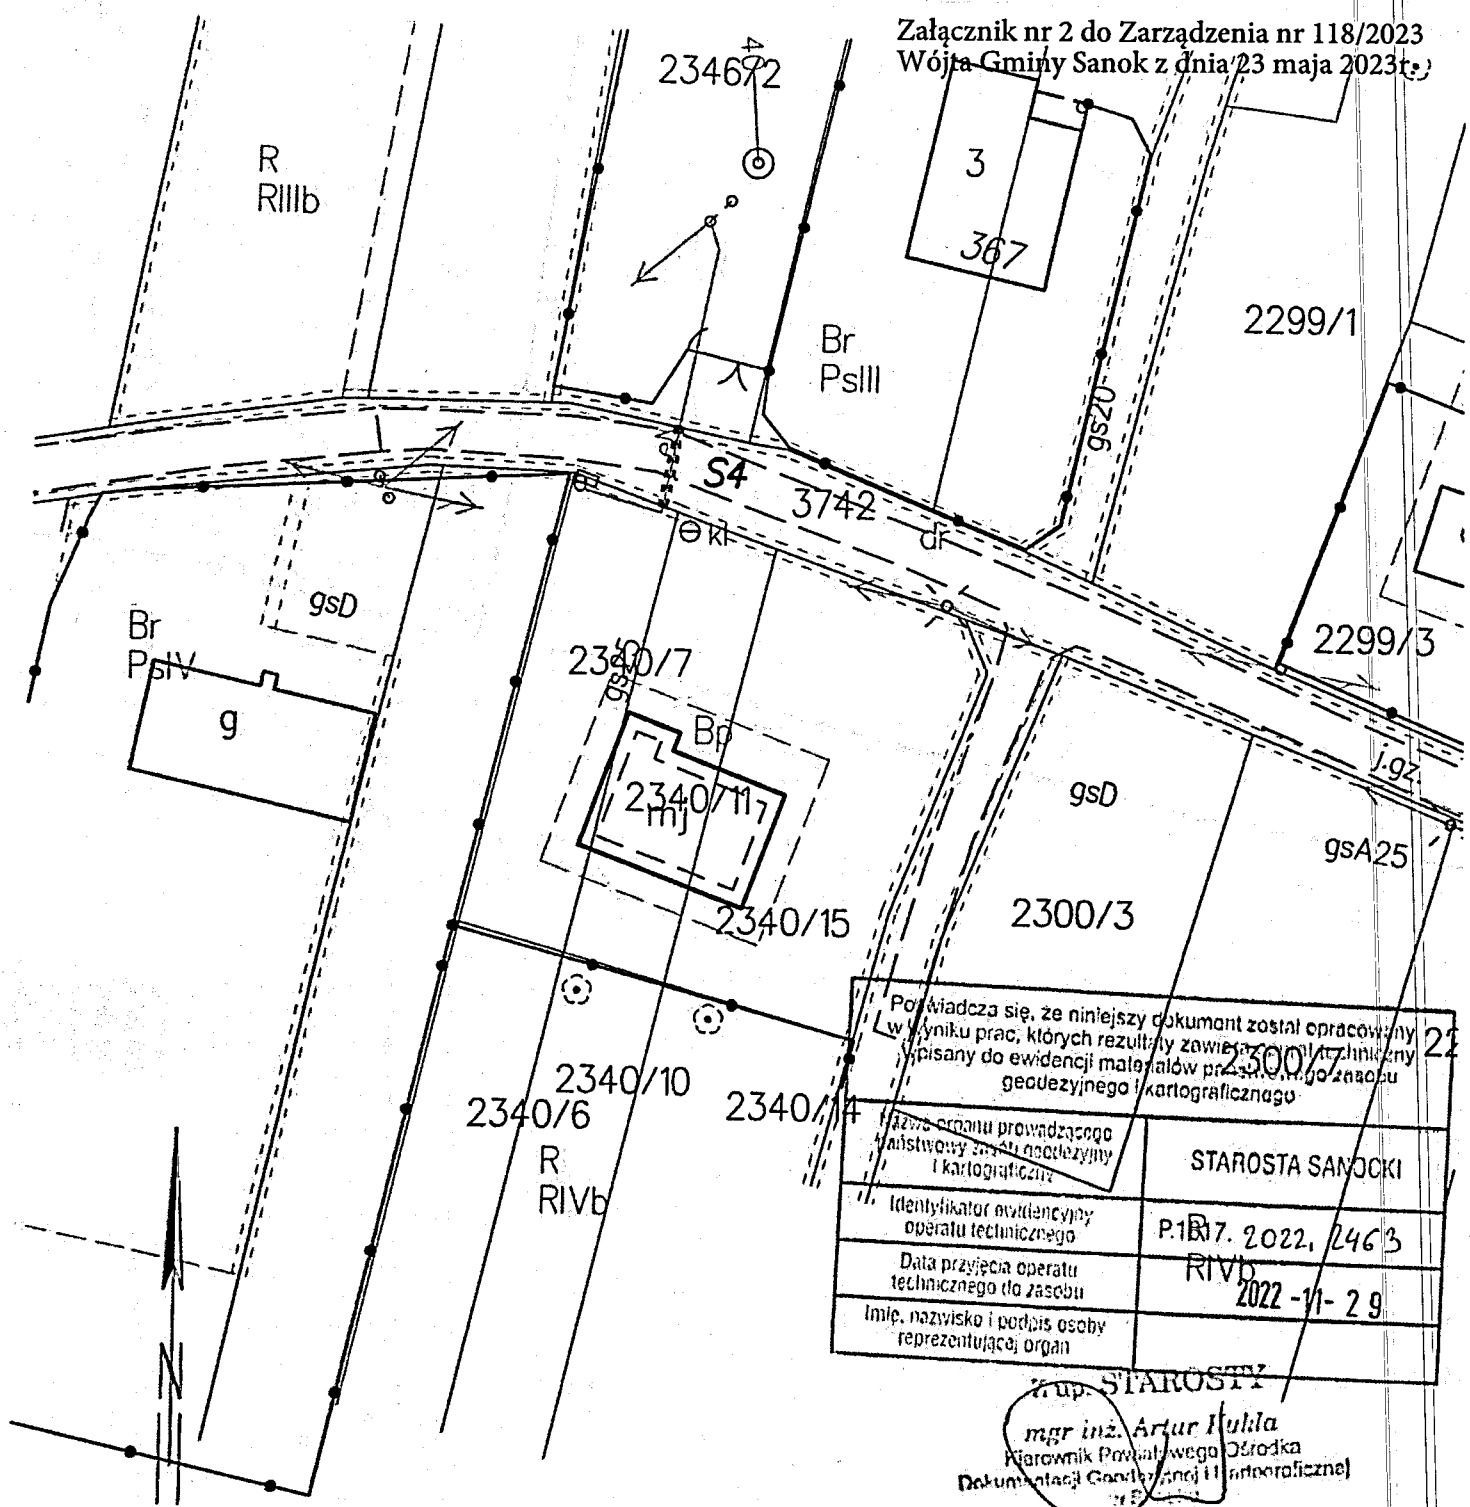 Załącznik nr 2 do Zarządzenia nr 118/2023
Wójta Gminy Sanok z dnia 23 maja 2023r.
2346/2
R
RIIIb
3
367
2299/1
Br
PsIII
gs20
S4
3742
dr
kl
gsD
Br
PsIV
g
2340/7
2299/3
Bp
2340/11
mj
j.gz
gsD
gsA25
2340/15
2300/3
2300/7
22
2340/10
2340/6
2340/14
R
RIVb
R
RIVb
N
Poświadcza się, że niniejszy dokument został opracowany
w wyniku prac, których rezultaty zawiera operat techniczny
wpisany do ewidencji materiałów państwowego zasobu
geodezyjnego i kartograficznego
Nazwa organu prowadzącego
państwowy zasób geodezyjny
i kartograficzny
STAROSTA SANOCKI
Identyfikator ewidencyjny
operatu technicznego
P.1817. 2022. 2463
Data przyjęcia operatu
technicznego do zasobu
2022 -11- 29
Imię, nazwisko i podpis osoby
reprezentującej organ
z up. STAROSTY
mgr inż. Artur Kukla
Kierownik Powiatowego Ośrodka
Dokumentacji Geodezyjnej i Kartograficznej